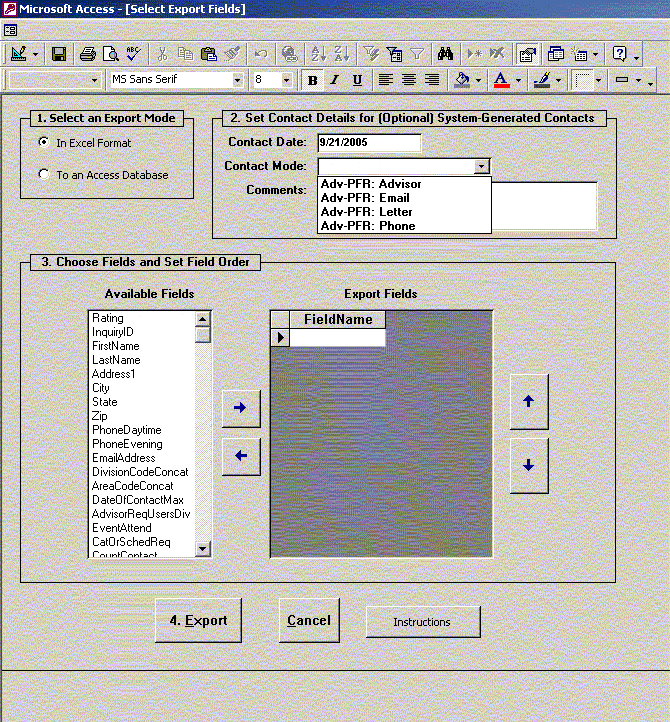 Microsoft Access - [Select Export Fields]
MS Sans Serif 8 B I U A
1. Select an Export Mode
In Excel Format
To an Access Database
2. Set Contact Details for (Optional) System-Generated Contacts
Contact Date: 9/21/2005
Contact Mode:
Adv-PFR: Advisor
Adv-PFR: Email
Adv-PFR: Letter
Adv-PFR: Phone
Comments:
3. Choose Fields and Set Field Order
Available Fields
Rating
InquiryID
FirstName
LastName
Address1
City
State
Zip
PhoneDaytime
PhoneEvening
EmailAddress
DivisionCodeConcat
AreaCodeConcat
DateOfContactMax
AdvisorReqUsersDiv
EventAttend
CatOrSchedReq
CountContact
Export Fields
FieldName
4. Export
Cancel
Instructions